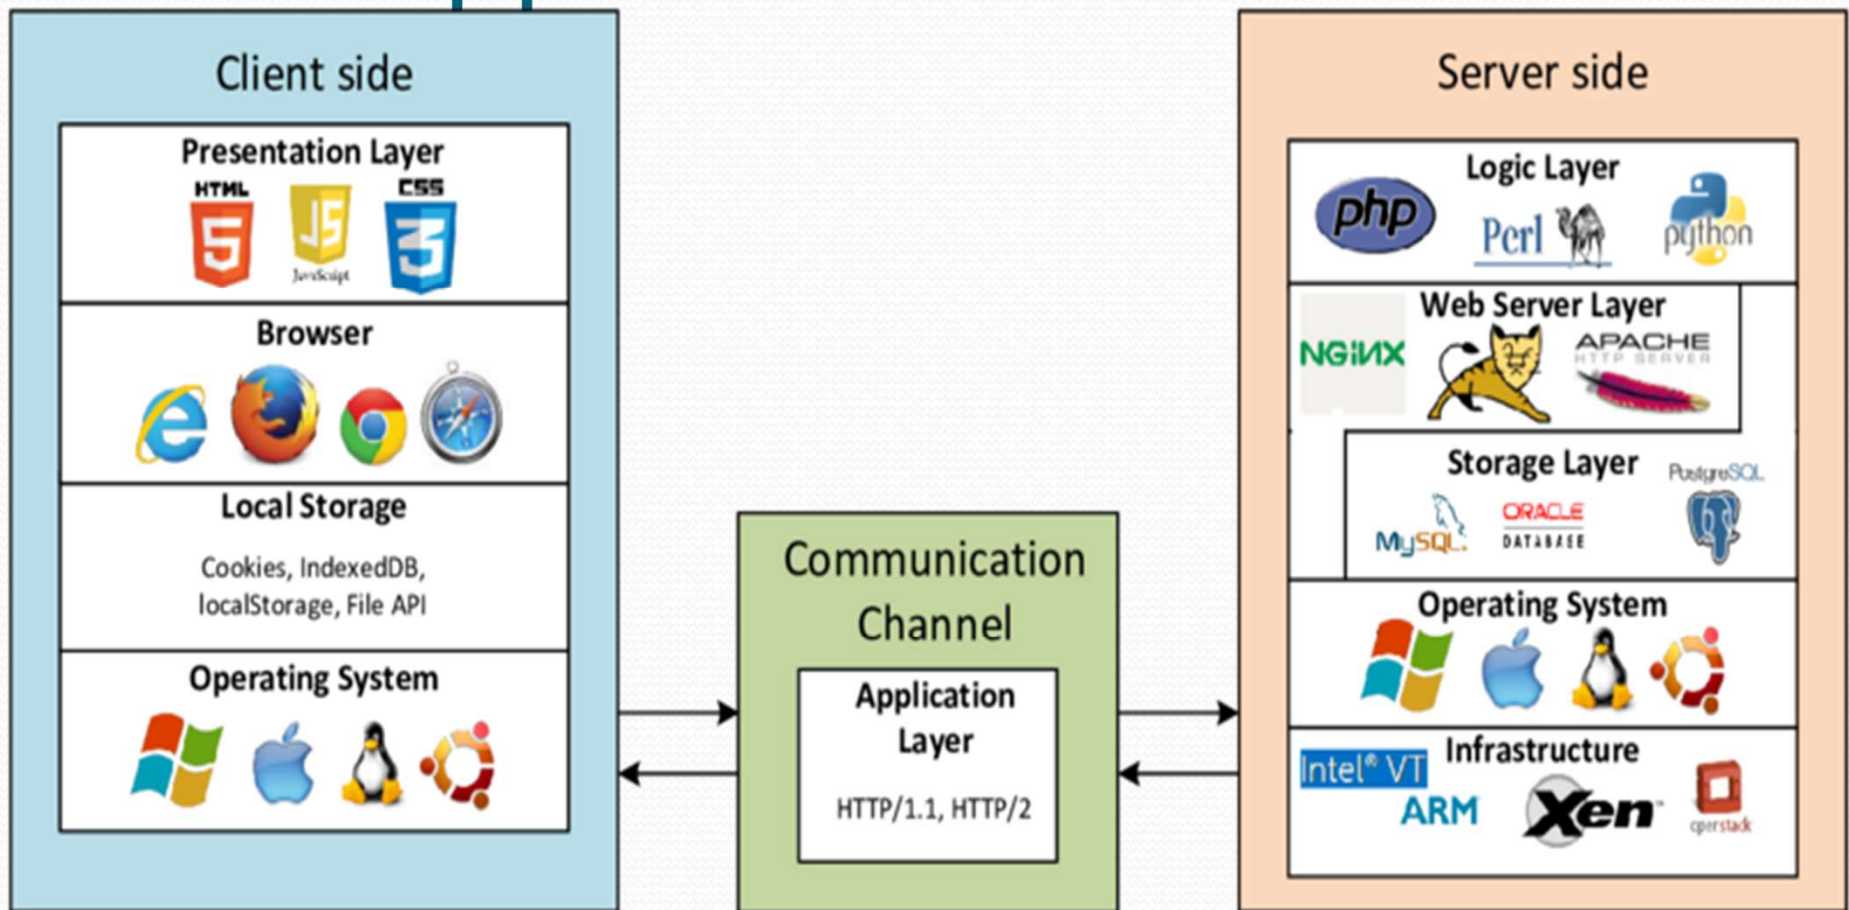 Client side
Presentation Layer
HTML
5
JS
JavaScript
CSS
3
Browser
Local Storage
Cookies, IndexedDB,
localStorage, File API
Operating System
Communication
Channel
Application
Layer
HTTP/1.1, HTTP/2
Server side
Logic Layer
php
Perl
python
Web Server Layer
NGiNX
APACHE
HTTP SERVER
Storage Layer
MySQL.
ORACLE
DATABASE
PostgreSQL
Operating System
Infrastructure
Intel® VT
ARM
Xen™
openstack